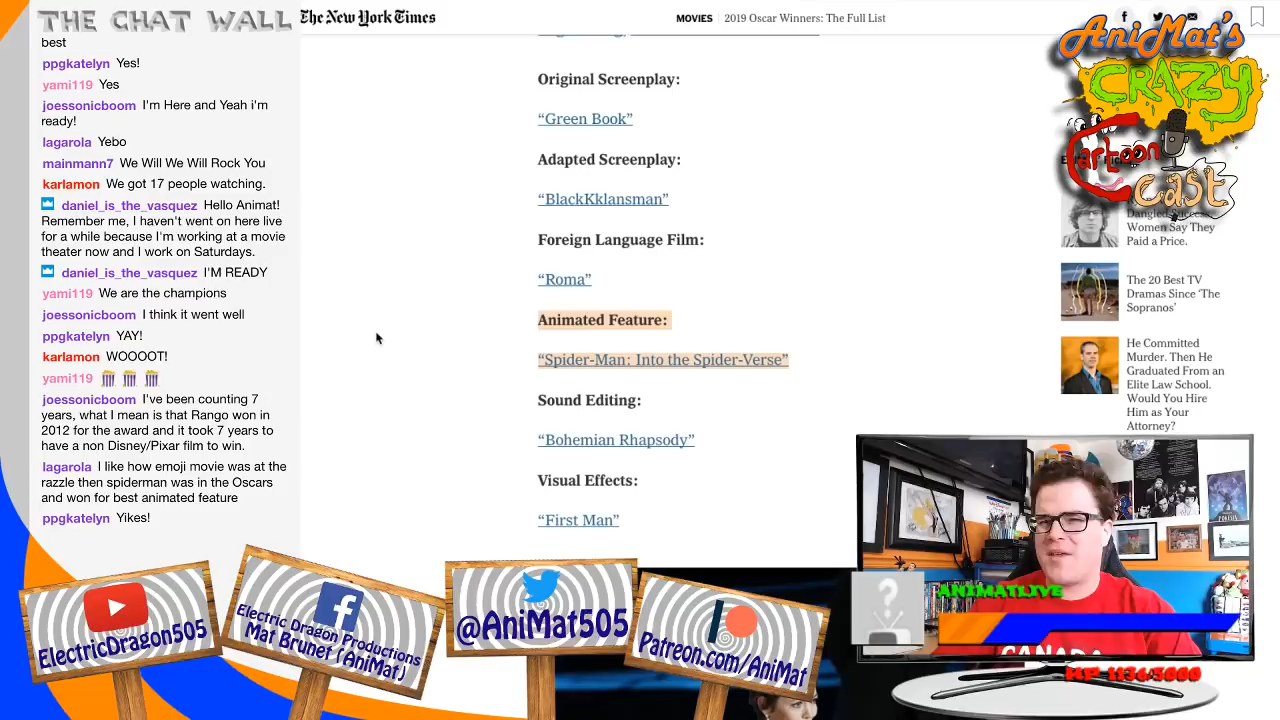 THE CHAT WALL
best
ppgkatelyn Yes!
yami119 Yes
joessonicboom I'm Here and Yeah i'm
ready!
lagarola Yebo
mainmann7 We Will We Will Rock You
karlamon We got 17 people watching.
daniel_is_the_vasquez Hello Animat!
Remember me, I haven't went on here live
for a while because I'm working at a movie
theater now and I work on Saturdays.
daniel_is_the_vasquez I'M READY
yami119 We are the champions
joessonicboom I think it went well
ppgkatelyn YAY!
karlamon WOOOOT!
yami119
joessonicboom I've been counting 7
years, what I mean is that Rango won in
2012 for the award and it took 7 years to
have a non Disney/Pixar film to win.
lagarola I like how emoji movie was at the
razzle then spiderman was in the Oscars
and won for best animated feature
ppgkatelyn Yikes!
The New York Times
MOVIES 2019 Oscar Winners: The Full List
Original Screenplay:
“Green Book”
Adapted Screenplay:
“BlacKkKlansman”
Foreign Language Film:
“Roma”
Animated Feature:
“Spider-Man: Into the Spider-Verse”
Sound Editing:
“Bohemian Rhapsody”
Visual Effects:
“First Man”
AniMat's
CRAZY
Cartoon
Cast
Women Say They
Paid a Price.
The 20 Best TV
Dramas Since ‘The
Sopranos’
He Committed
Murder. Then He
Graduated From an
Elite Law School.
Would You Hire
Him as Your
Attorney?
ANIMATLIVE
CANADA
HP 1136/5000
ElectricDragon505
Electric Dragon Productions
Mat Brunet (AniMat)
@AniMat505
Patreon.com/AniMat